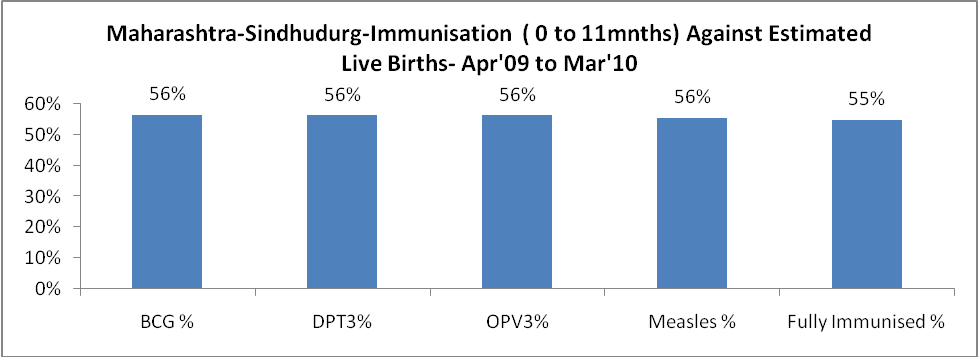 Maharashtra-Sindhudurg-Immunisation ( 0 to 11mnths) Against Estimated
Live Births- Apr'09 to Mar'10
56% 56% 56% 56% 55%
60%
50%
40%
30%
20%
10%
0%
BCG % DPT3% OPV3% Measles % Fully Immunised %